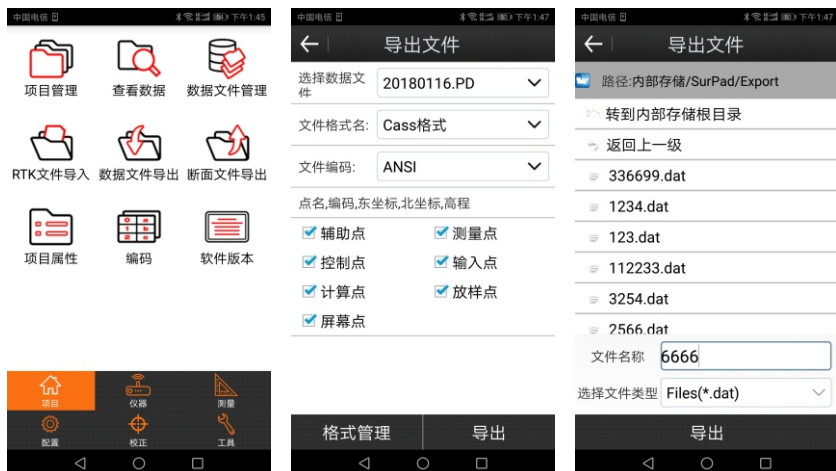 中国电信
下午1:45
项目管理
查看数据
数据文件管理
RTK文件导入
数据文件导出
断面文件导出
项目属性
编码
软件版本
项目
仪器
测量
配置
校正
工具
中国电信
下午1:47
导出文件
选择数据文件
20180116.PD
文件格式名:
Cass格式
文件编码:
ANSI
点名,编码,东坐标,北坐标,高程
辅助点
测量点
控制点
输入点
计算点
放样点
屏幕点
格式管理
导出
中国电信
下午1:47
导出文件
路径:内部存储/SurPad/Export
转到内部存储根目录
返回上一级
336699.dat
1234.dat
123.dat
112233.dat
3254.dat
2566.dat
文件名称
6666
选择文件类型
Files(*.dat)
导出